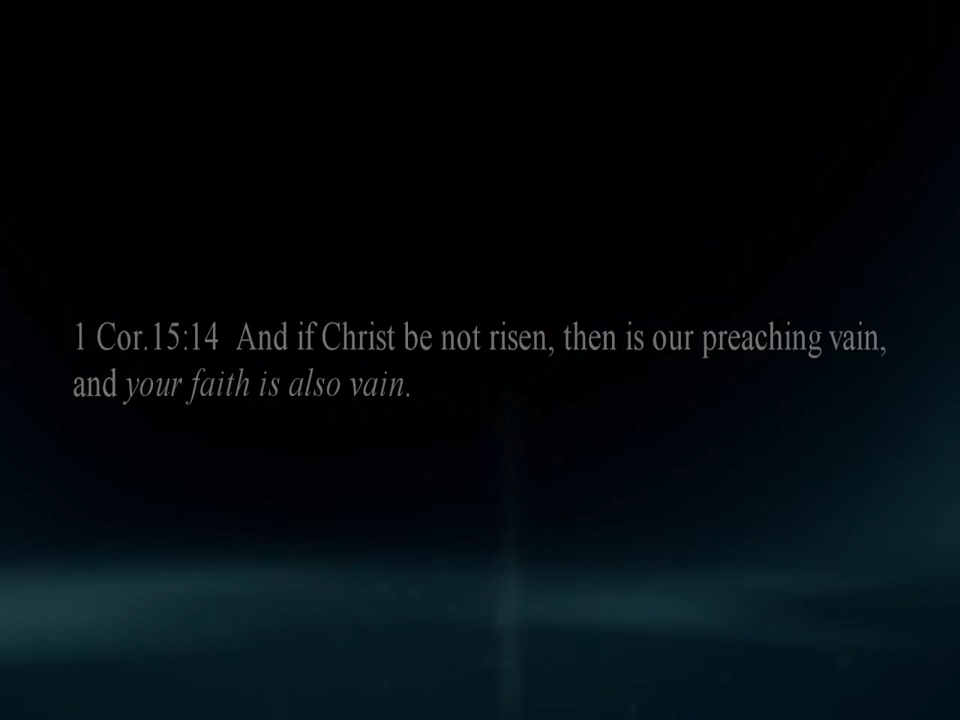 1 Cor.15:14  And if Christ be not risen, then is our preaching vain,
and your faith is also vain.